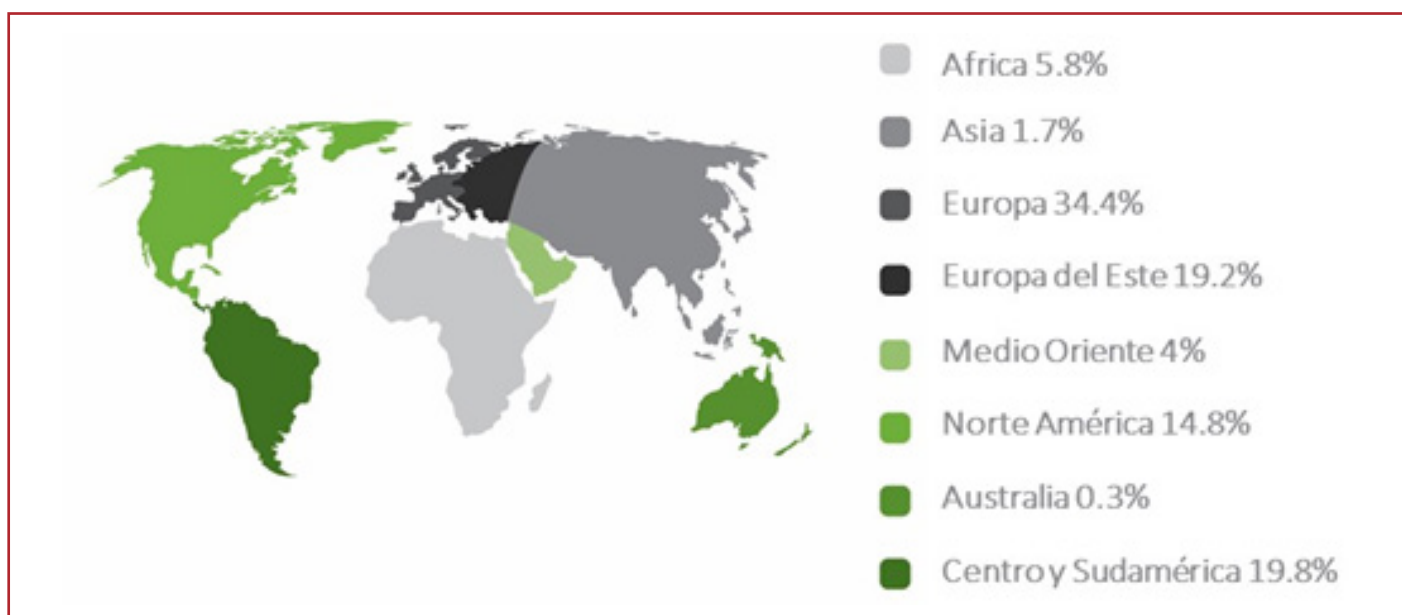 Africa 5.8%
Asia 1.7%
Europa 34.4%
Europa del Este 19.2%
Medio Oriente 4%
Norte América 14.8%
Australia 0.3%
Centro y Sudamérica 19.8%